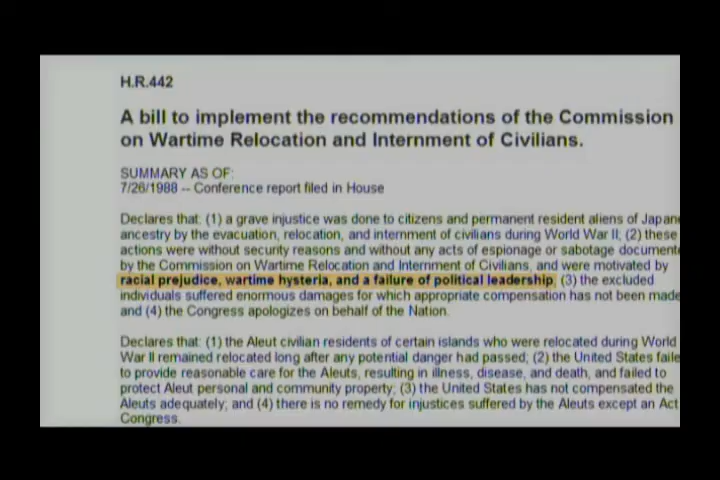 H.R.442
A bill to implement the recommendations of the Commission
on Wartime Relocation and Internment of Civilians.
SUMMARY AS OF:
7/26/1988 -- Conference report filed in House
Declares that: (1) a grave injustice was done to citizens and permanent resident aliens of Japane
ancestry by the evacuation, relocation, and internment of civilians during World War II; (2) these
actions were without security reasons and without any acts of espionage or sabotage documente
by the Commission on Wartime Relocation and Internment of Civilians, and were motivated by
racial prejudice, wartime hysteria, and a failure of political leadership; (3) the excluded
individuals suffered enormous damages for which appropriate compensation has not been made
and (4) the Congress apologizes on behalf of the Nation.
Declares that: (1) the Aleut civilian residents of certain islands who were relocated during World
War II remained relocated long after any potential danger had passed; (2) the United States faile
to provide reasonable care for the Aleuts, resulting in illness, disease, and death, and failed to
protect Aleut personal and community property; (3) the United States has not compensated the
Aleuts adequately; and (4) there is no remedy for injustices suffered by the Aleuts except an Act
Congress.